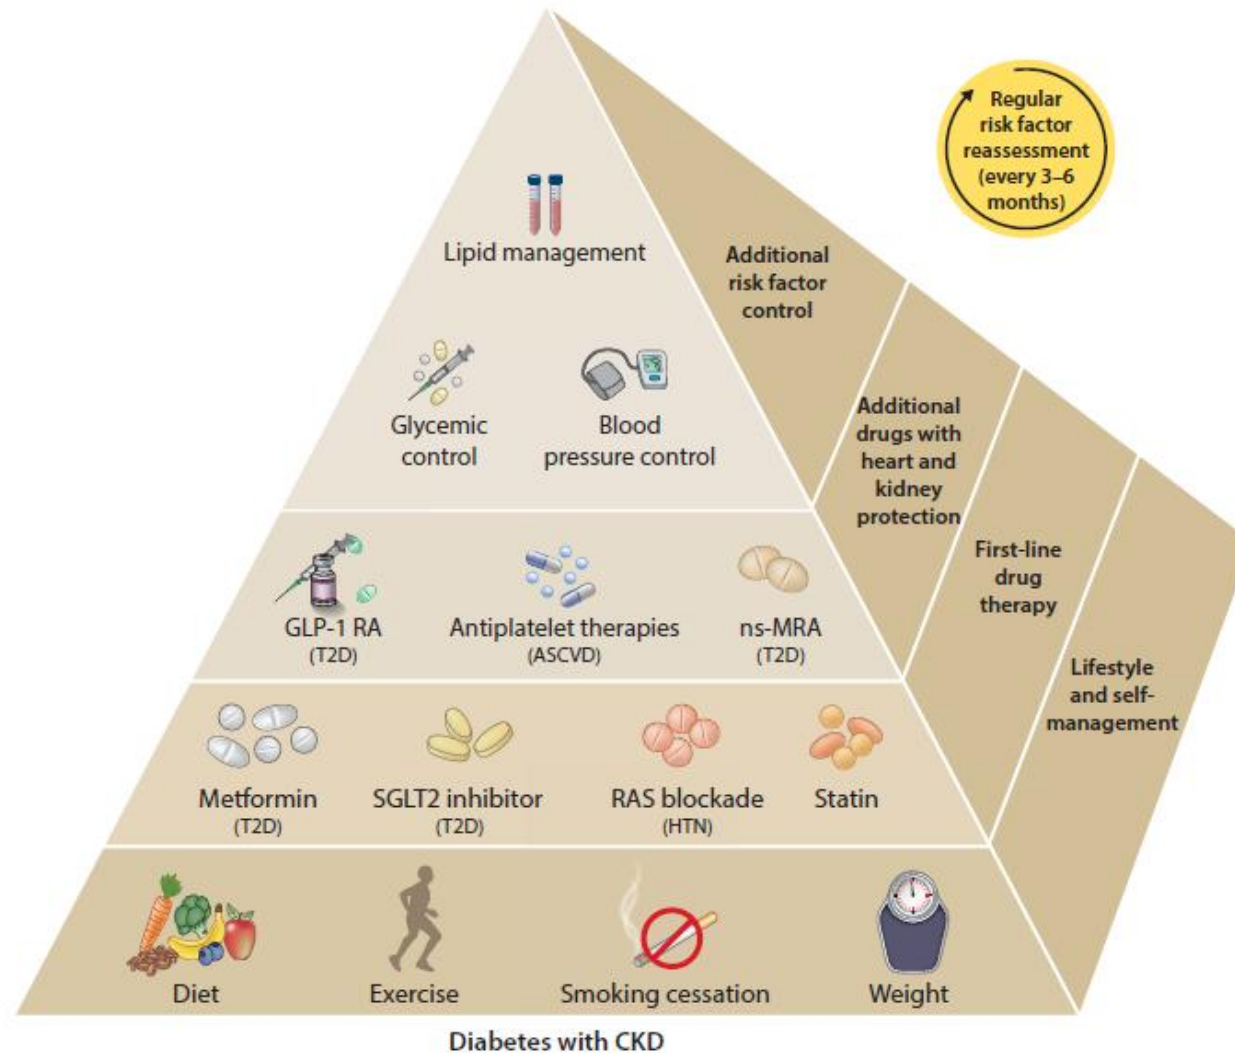 Regular
risk factor
reassessment
(every 3–6
months)
Lipid management
Additional
risk factor
control
Glycemic
control
Blood
pressure control
Additional
drugs with
heart and
kidney
protection
GLP-1 RA
(T2D)
Antiplatelet therapies
(ASCVD)
ns-MRA
(T2D)
First-line
drug
therapy
Metformin
(T2D)
SGLT2 inhibitor
(T2D)
RAS blockade
(HTN)
Statin
Lifestyle
and self-
management
Diet
Exercise
Smoking cessation
Weight
Diabetes with CKD